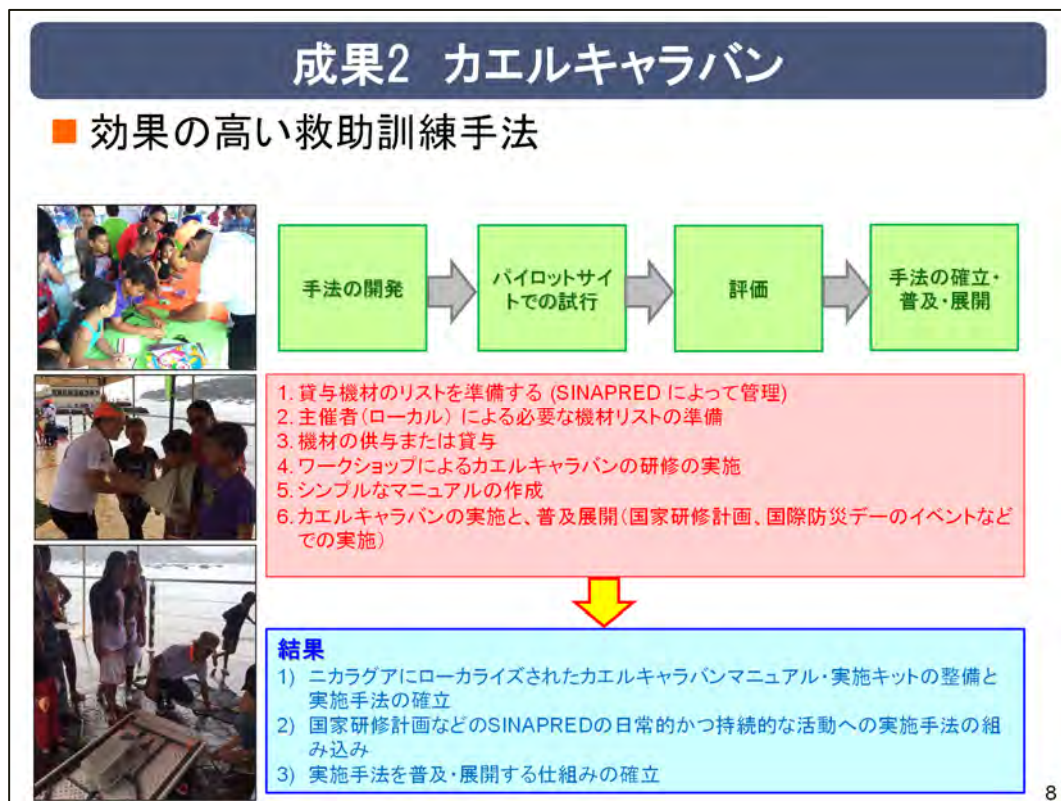 成果2 カエルキャラバン
■ 効果の高い救助訓練手法
手法の開発
パイロットサイ
トでの試行
評価
手法の確立・
普及・展開
1. 貸与機材のリストを準備する (SINAPRED によって管理)
2. 主催者(ローカル) による必要な機材リストの準備
3. 機材の供与または貸与
4. ワークショップによるカエルキャラバンの研修の実施
5. シンプルなマニュアルの作成
6. カエルキャラバンの実施と、普及展開(国家研修計画、国際防災デーのイベントなど
での実施)
結果
1) ニカラグアにローカライズされたカエルキャラバンマニュアル・実施キットの整備と
実施手法の確立
2) 国家研修計画などのSINAPREDの日常的かつ持続的な活動への実施手法の組
み込み
3) 実施手法を普及・展開する仕組みの確立
8